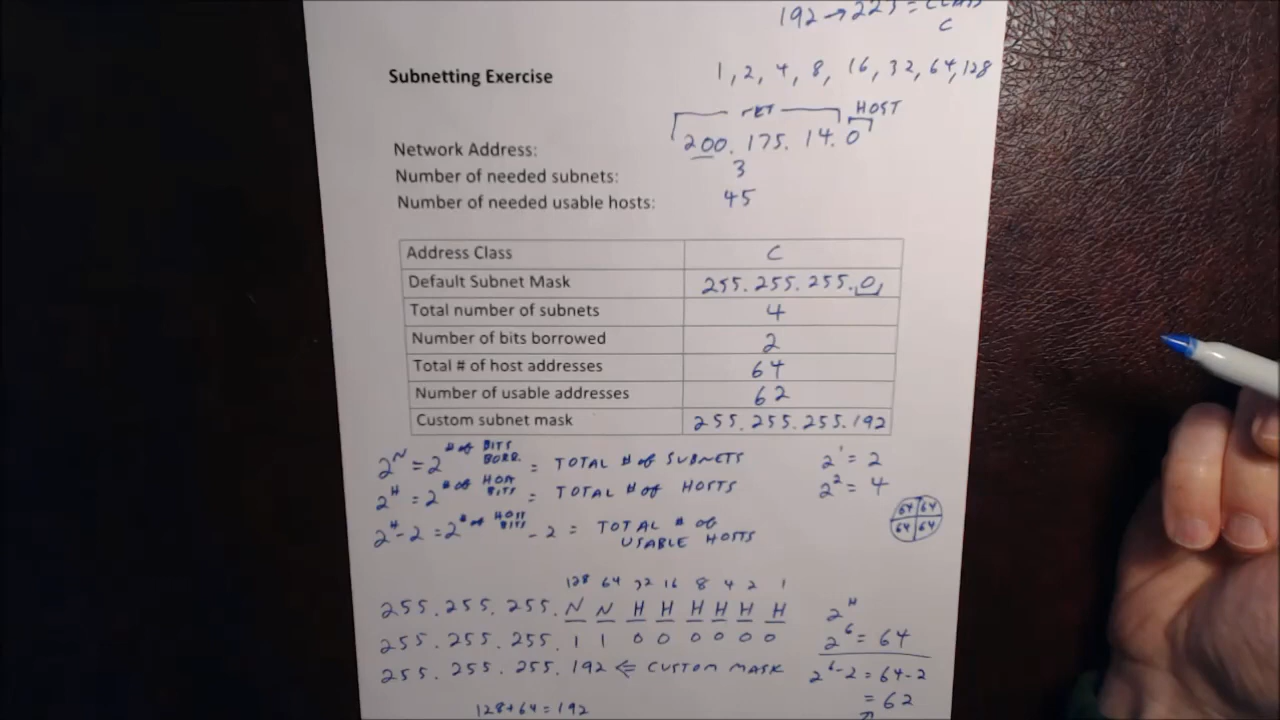 192 → 223 = CLASS
C
Subnetting Exercise
1, 2, 4, 8, 16, 32, 64, 128
NET HOST
Network Address: 200.175.14.0
Number of needed subnets: 3
Number of needed usable hosts: 45
Address Class C
Default Subnet Mask 255.255.255.0
Total number of subnets 4
Number of bits borrowed 2
Total # of host addresses 64
Number of usable addresses 62
Custom subnet mask 255.255.255.192
2^N = 2^# of BITS BORR. = TOTAL # of SUBNETS
2^H = 2^# of HOST BITS = TOTAL # of HOSTS
2^H - 2 = 2^# of HOST BITS - 2 = TOTAL # of USABLE HOSTS
2^1 = 2
2^2 = 4
64 64
64 64
128 64 32 16 8 4 2 1
255.255.255.N N H H H H H H
255.255.255.1 1 0 0 0 0 0 0
255.255.255.192 ⇐ CUSTOM MASK
128+64=192
2^H
2^6 = 64
2^6-2 = 64-2
= 62